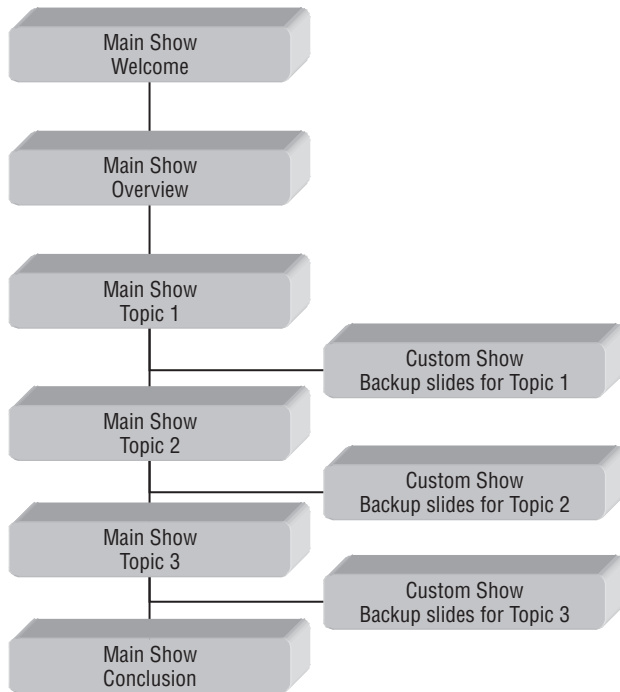 Main Show
Welcome
Main Show
Overview
Main Show
Topic 1
Custom Show
Backup slides for Topic 1
Main Show
Topic 2
Custom Show
Backup slides for Topic 2
Main Show
Topic 3
Custom Show
Backup slides for Topic 3
Main Show
Conclusion